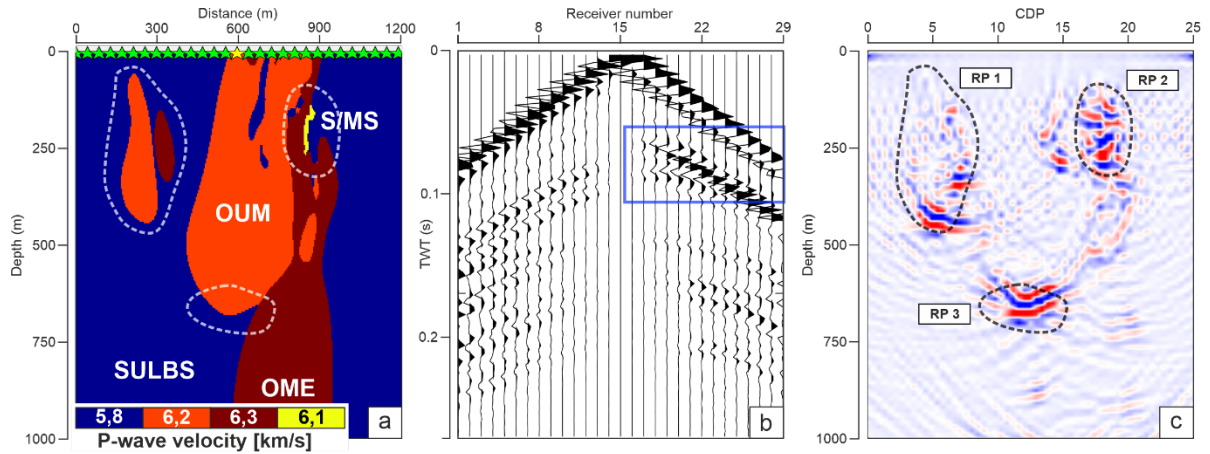 Distance (m)
0 300 600 900 1200
Depth (m)
0
250
500
750
1000
S/MS
OUM
SULBS
OME
5,8 6,2 6,3 6,1
P-wave velocity [km/s]
a
Receiver number
1 8 15 22 29
TWT (s)
0
0.1
0.2
b
CDP
0 5 10 15 20 25
Depth (m)
0
250
500
750
1000
RP 1
RP 2
RP 3
c